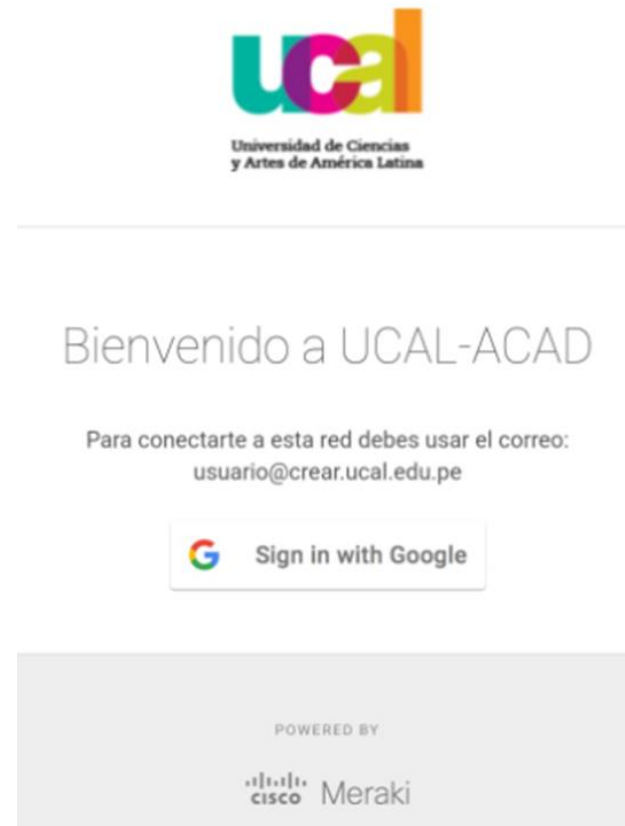 ucal
Universidad de Ciencias
y Artes de América Latina
Bienvenido a UCAL-ACAD
Para conectarte a esta red debes usar el correo:
usuario@crear.ucal.edu.pe
G Sign in with Google
POWERED BY
cisco Meraki